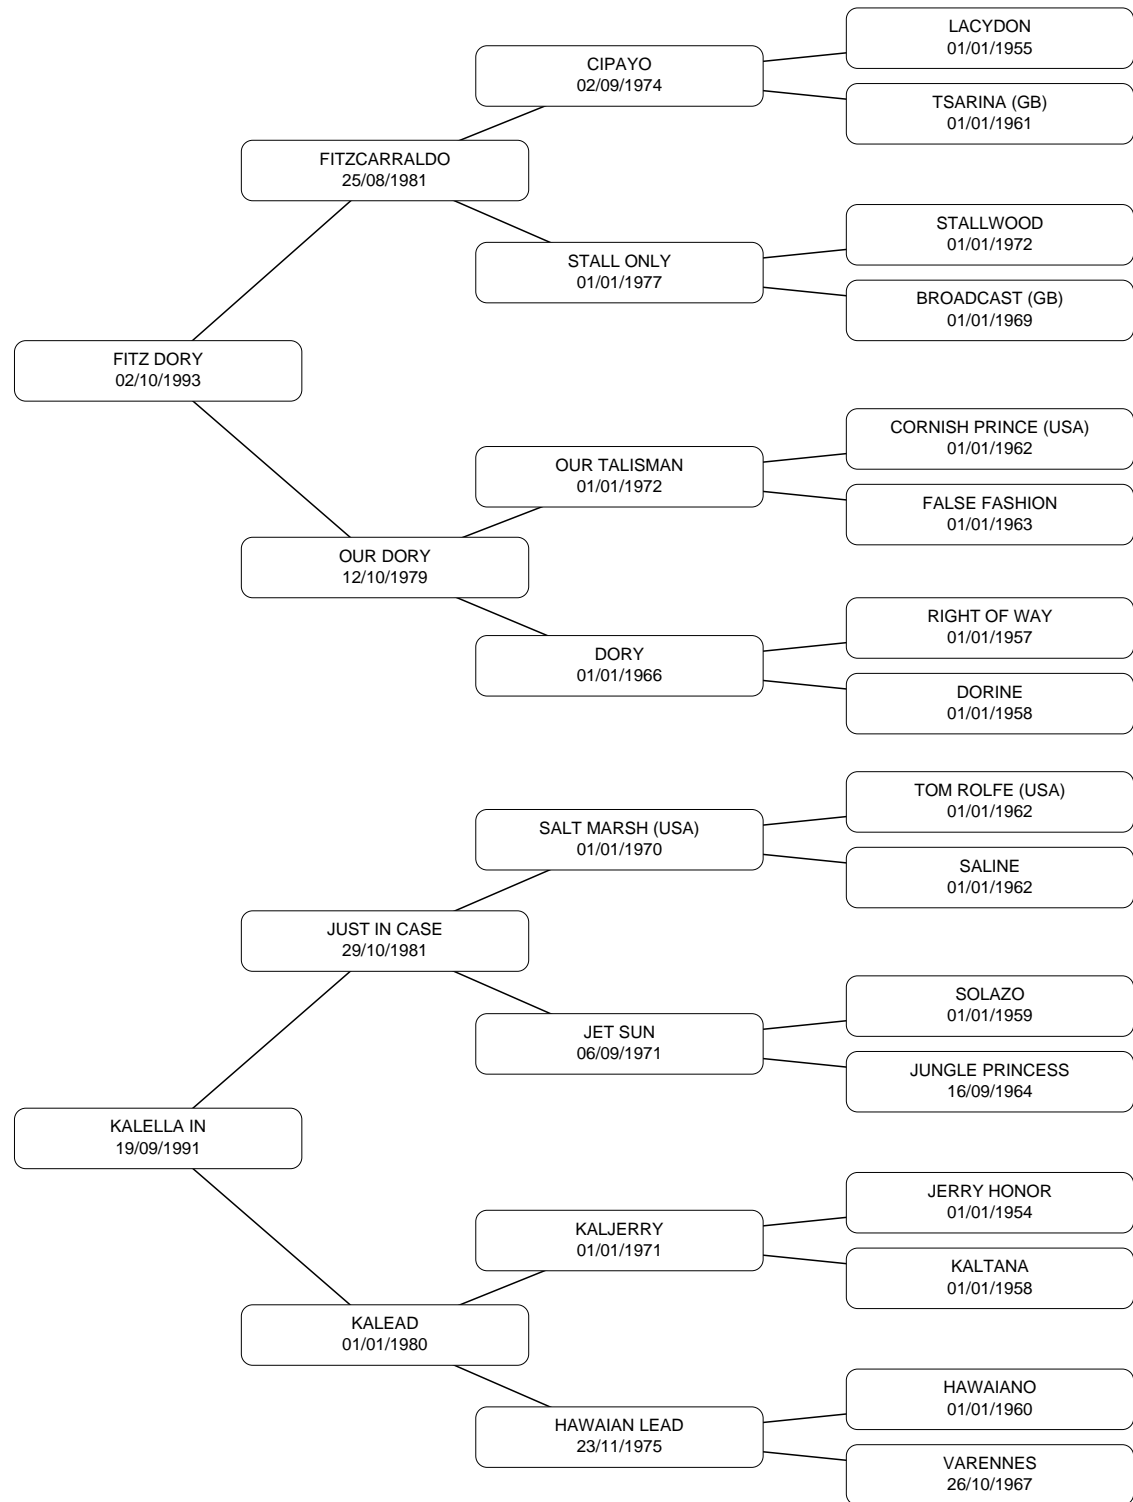 LACYDON
01/01/1955
CIPAYO
02/09/1974
TSARINA (GB)
01/01/1961
FITZCARRALDO
25/08/1981
STALLWOOD
01/01/1972
STALL ONLY
01/01/1977
BROADCAST (GB)
01/01/1969
FITZ DORY
02/10/1993
CORNISH PRINCE (USA)
01/01/1962
OUR TALISMAN
01/01/1972
FALSE FASHION
01/01/1963
OUR DORY
12/10/1979
RIGHT OF WAY
01/01/1957
DORY
01/01/1966
DORINE
01/01/1958
TOM ROLFE (USA)
01/01/1962
SALT MARSH (USA)
01/01/1970
SALINE
01/01/1962
JUST IN CASE
29/10/1981
SOLAZO
01/01/1959
JET SUN
06/09/1971
JUNGLE PRINCESS
16/09/1964
KALELLA IN
19/09/1991
JERRY HONOR
01/01/1954
KALJERRY
01/01/1971
KALTANA
01/01/1958
KALEAD
01/01/1980
HAWAIANO
01/01/1960
HAWAIAN LEAD
23/11/1975
VARENNES
26/10/1967